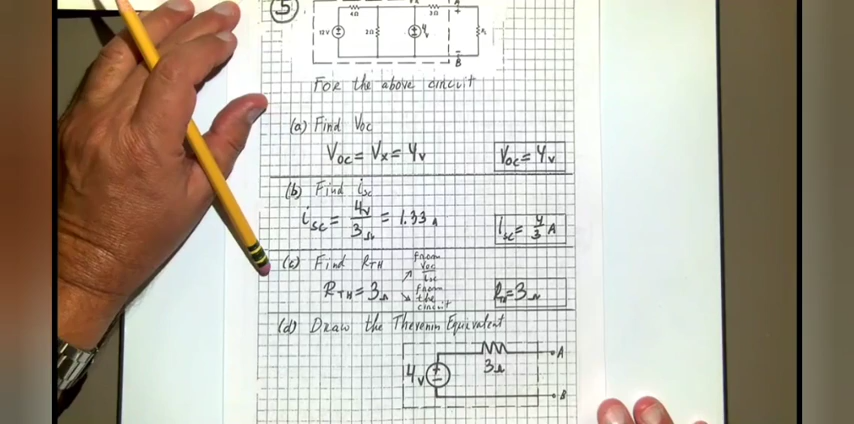 5.
4Ω
3Ω
A
12V
2Ω
4V
B
For the above circuit
(a) Find Voc
Voc = Vx = 4v
Voc = 4v
(b) Find isc
isc = 4v/3Ω = 1.33 A
Isc = 4/3 A
(c) Find RTH
from
Voc
Isc
RTH = 3Ω
from
the
circuit
RTH = 3Ω
(d) Draw the Thevenin Equivalent
4v
3Ω
A
B